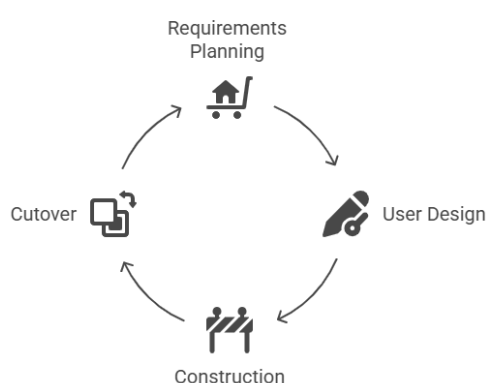 Requirements
Planning
Cutover
User Design
Construction